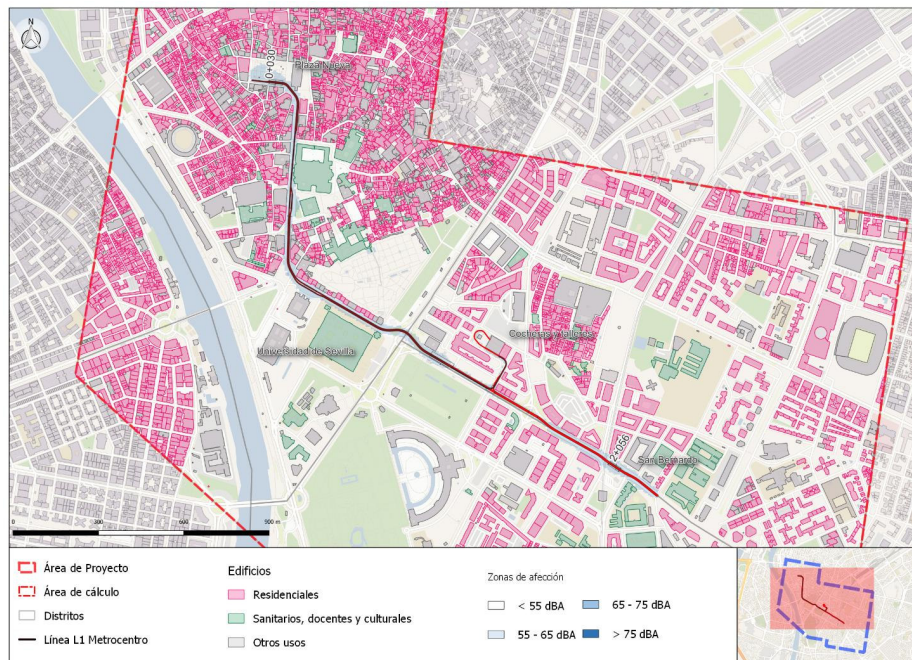 N
10+030
Plaza Nueva
Universidad de Sevilla
Cocheras y talleres
2+056
San Bernardo
0 300 600 900 m
Área de Proyecto
Área de cálculo
Distritos
Línea L1 Metrocentro
Edificios
Residenciales
Sanitarios, docentes y culturales
Otros usos
Zonas de afección
< 55 dBA
55 - 65 dBA
65 - 75 dBA
> 75 dBA